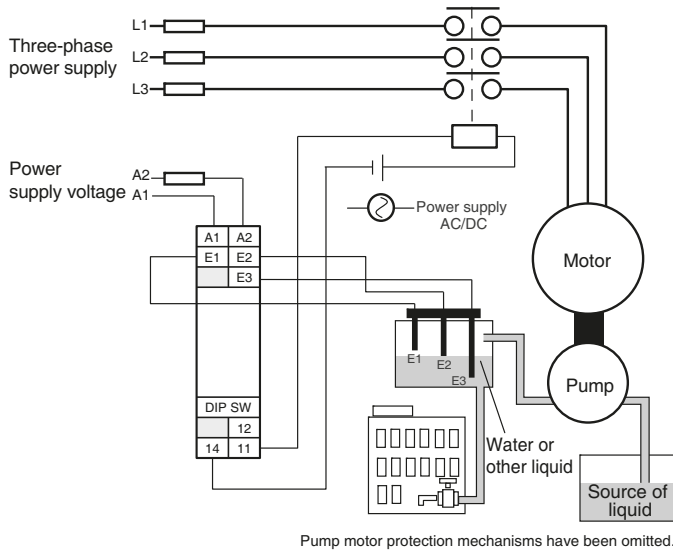 Three-phase
power supply
L1
L2
L3
Power
supply voltage
A2
A1
Power supply
AC/DC
A1 A2
E1 E2
E3
DIP SW
12
14 11
Motor
Pump
E1
E2
E3
Water or
other liquid
Source of
liquid
Pump motor protection mechanisms have been omitted.